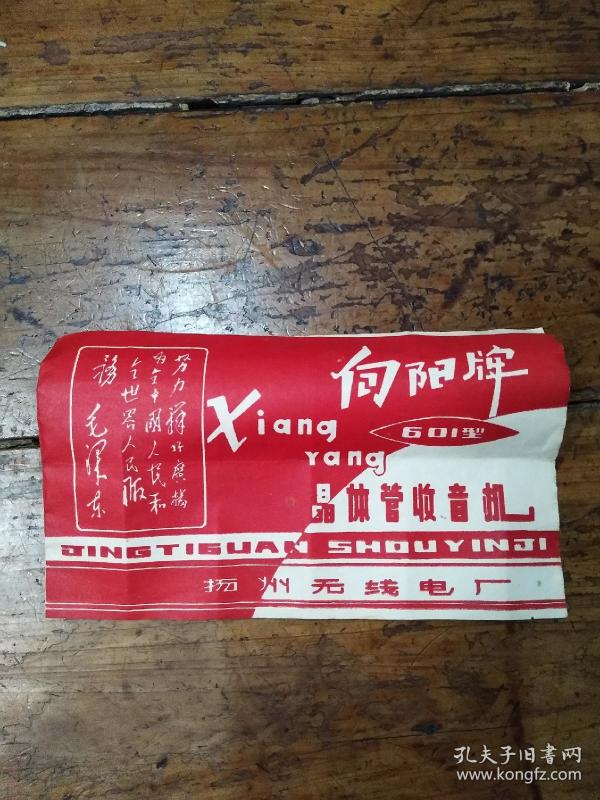 努力办好广播
为全中国人民和
全世界人民服
务 毛泽东
向阳牌
Xiang
Yang
601型
晶体管收音机
JINGTIGUAN SHOUYINJI
扬州无线电厂
孔夫子旧书网
www.kongfz.com